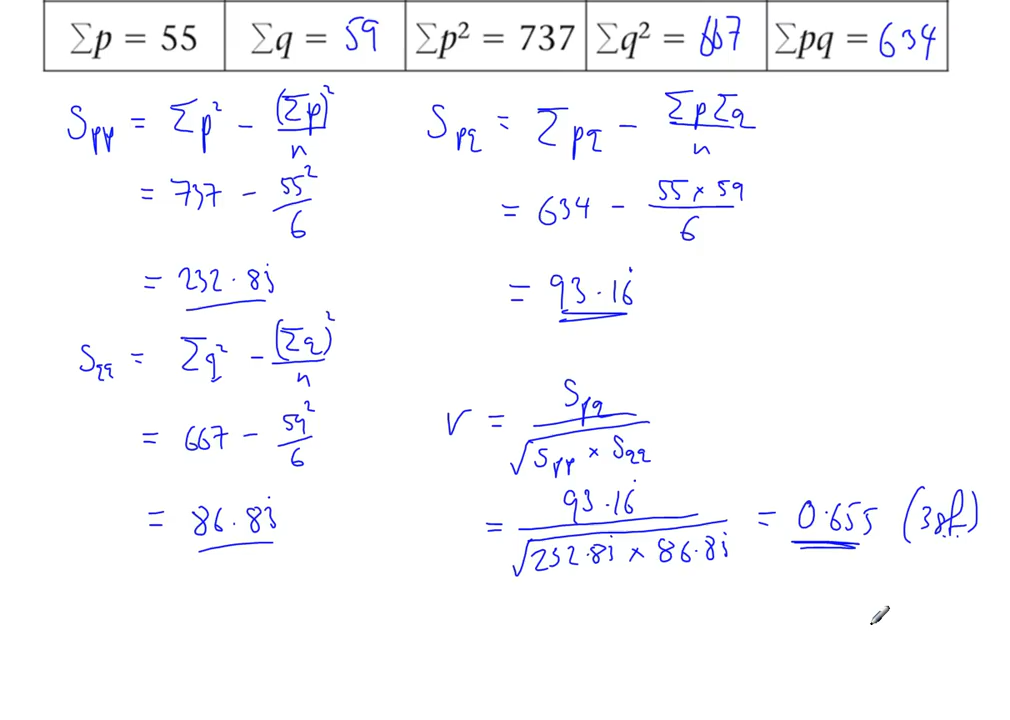 ∑p = 55 ∑q = 59 ∑p² = 737 ∑q² = 667 ∑pq = 634
Spp = ∑p² − (∑p)²/n
= 737 − 55²/6
= 232.83̇
Sqq = ∑q² − (∑q)²/n
= 667 − 59²/6
= 86.83̇
Spq = ∑pq − ∑p∑q/n
= 634 − 55 × 59/6
= 93.16̇
r = Spq/√(Spp × Sqq)
= 93.16̇/√(232.83̇ × 86.83̇) = 0.655 (3s.f.)